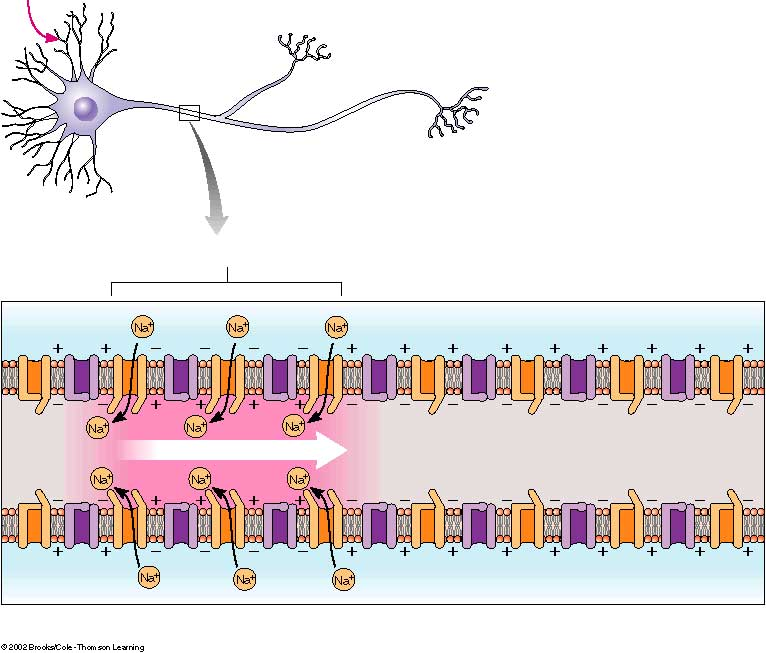 Na+ Na+ Na+
+ + − − − − + + + + + + + +
− + + + + − − − − − − − −
Na+ Na+ Na+
Na+ Na+ Na+
− + + + + − − − − − − − −
+ + − − − − + + + + + + + +
Na+ Na+ Na+
© 2002 Brooks/Cole - Thomson Learning